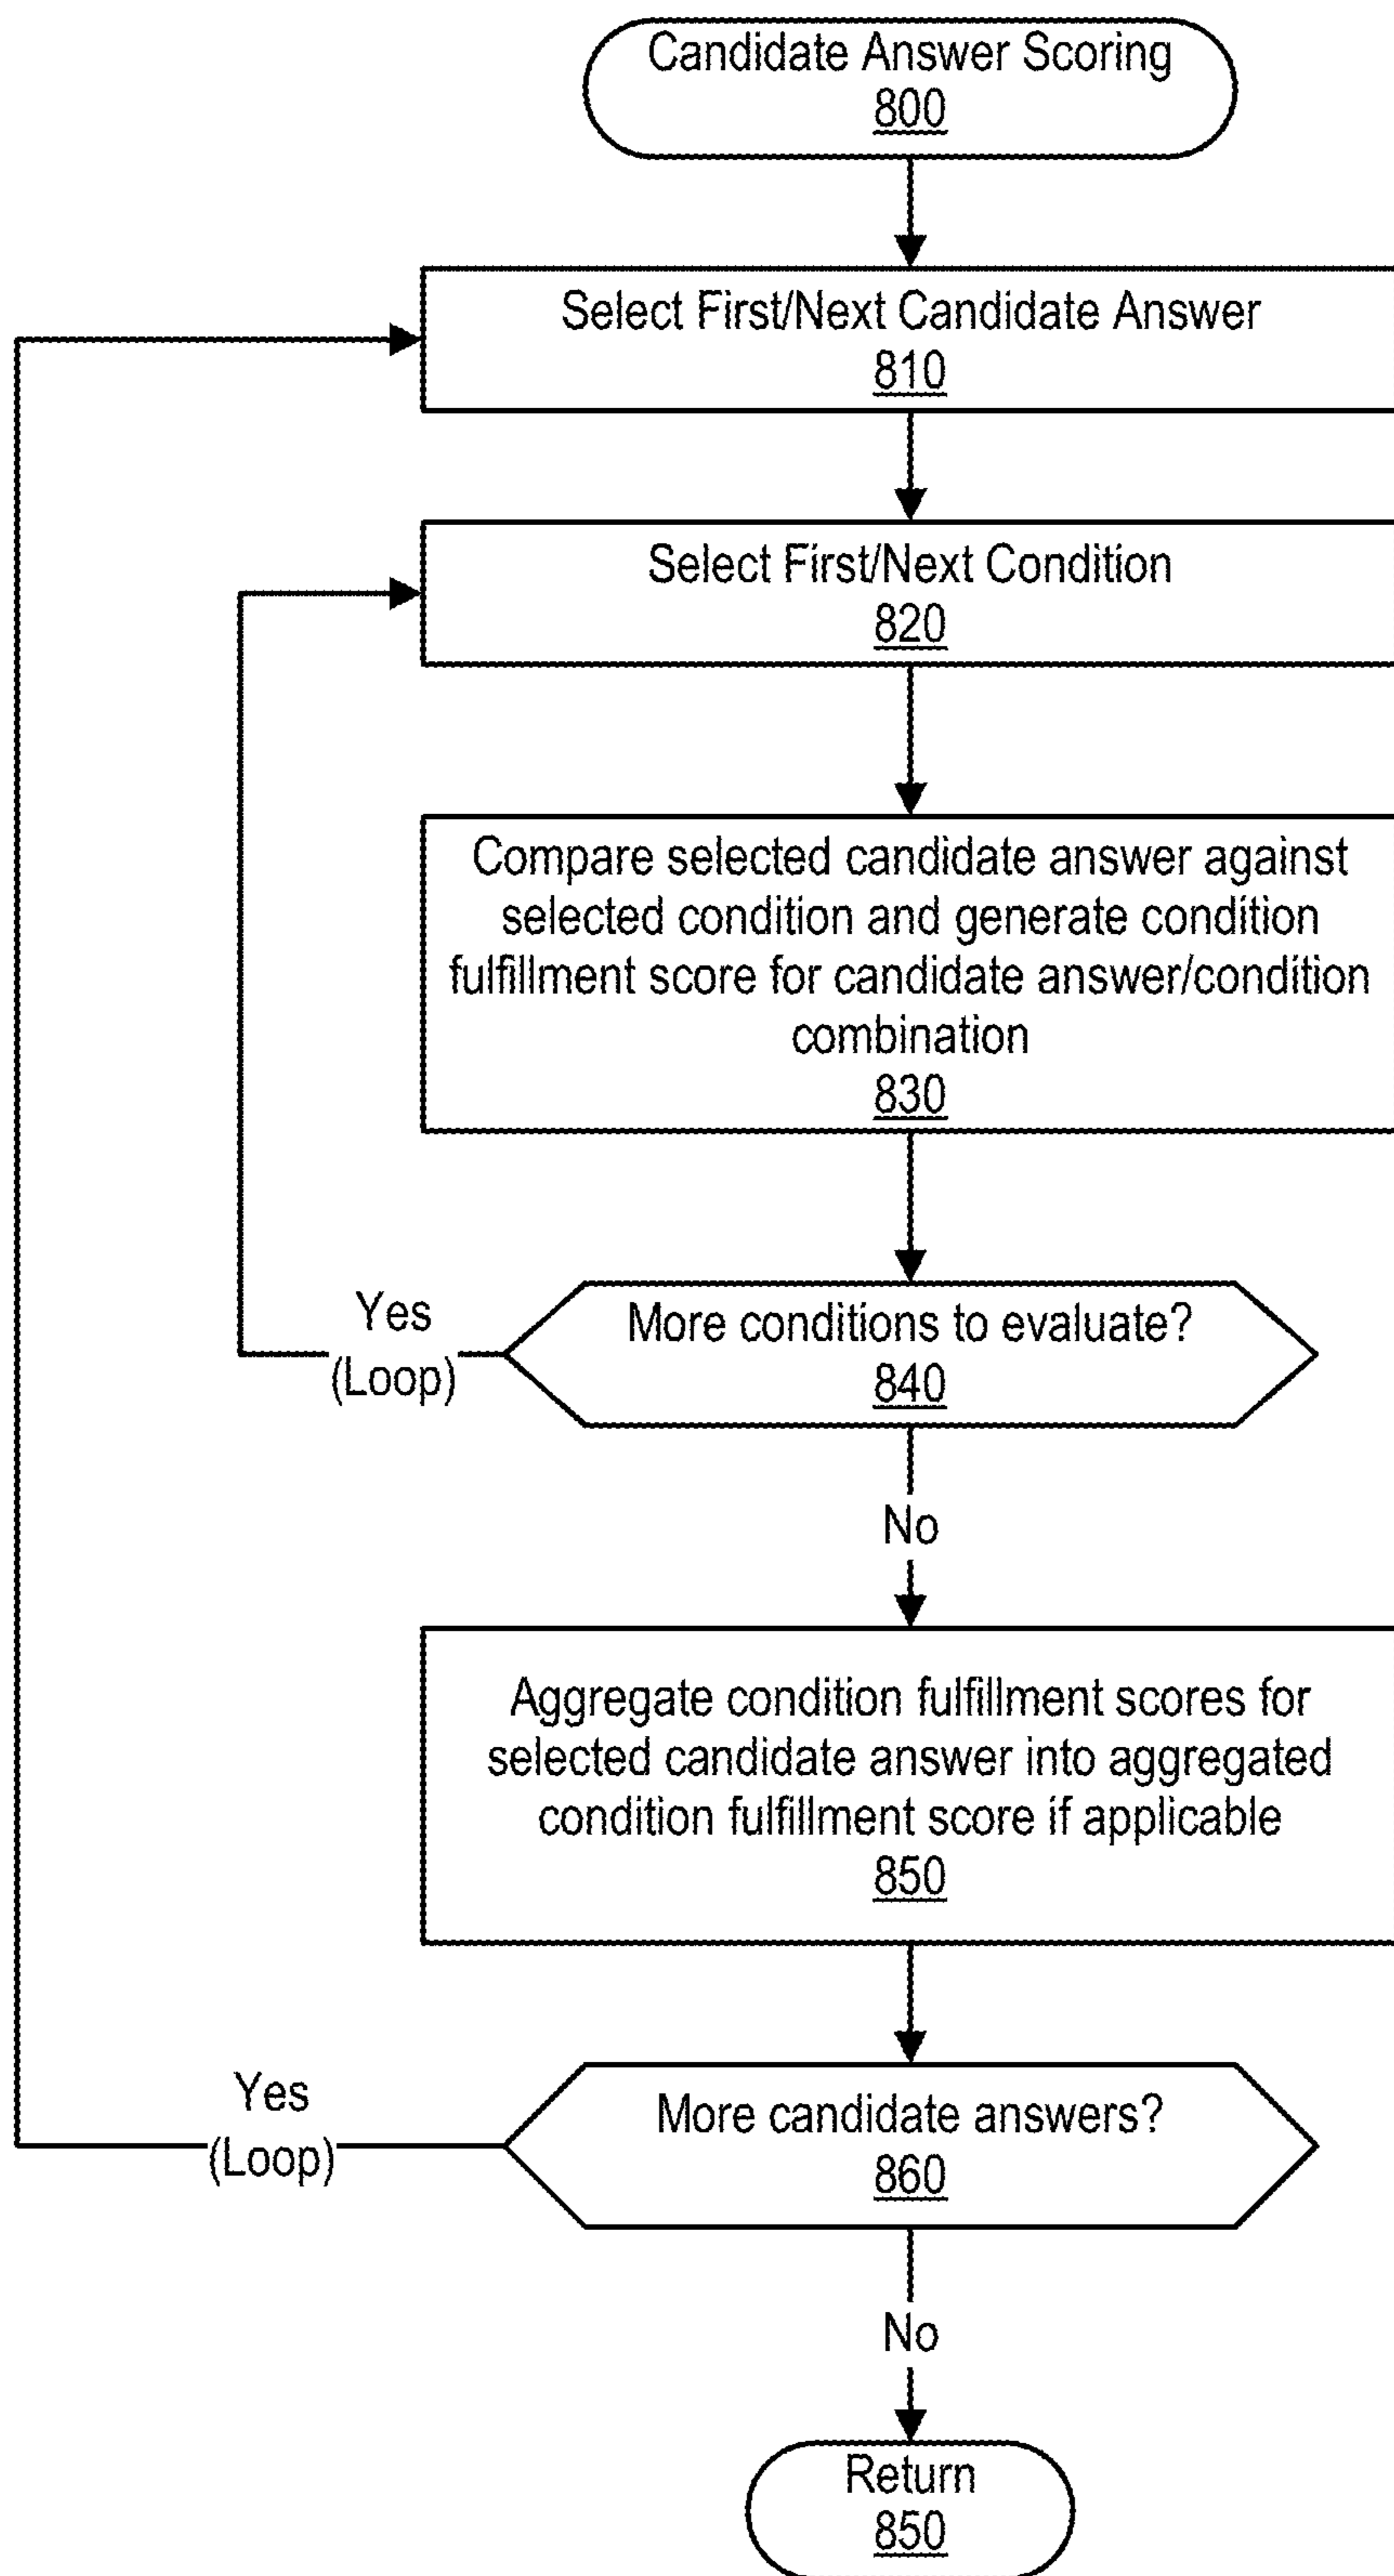 Candidate Answer Scoring
800
Select First/Next Candidate Answer
810
Select First/Next Condition
820
Compare selected candidate answer against
selected condition and generate condition
fulfillment score for candidate answer/condition
combination
830
More conditions to evaluate?
840
Yes
(Loop)
No
Aggregate condition fulfillment scores for
selected candidate answer into aggregated
condition fulfillment score if applicable
850
More candidate answers?
860
Yes
(Loop)
No
Return
850